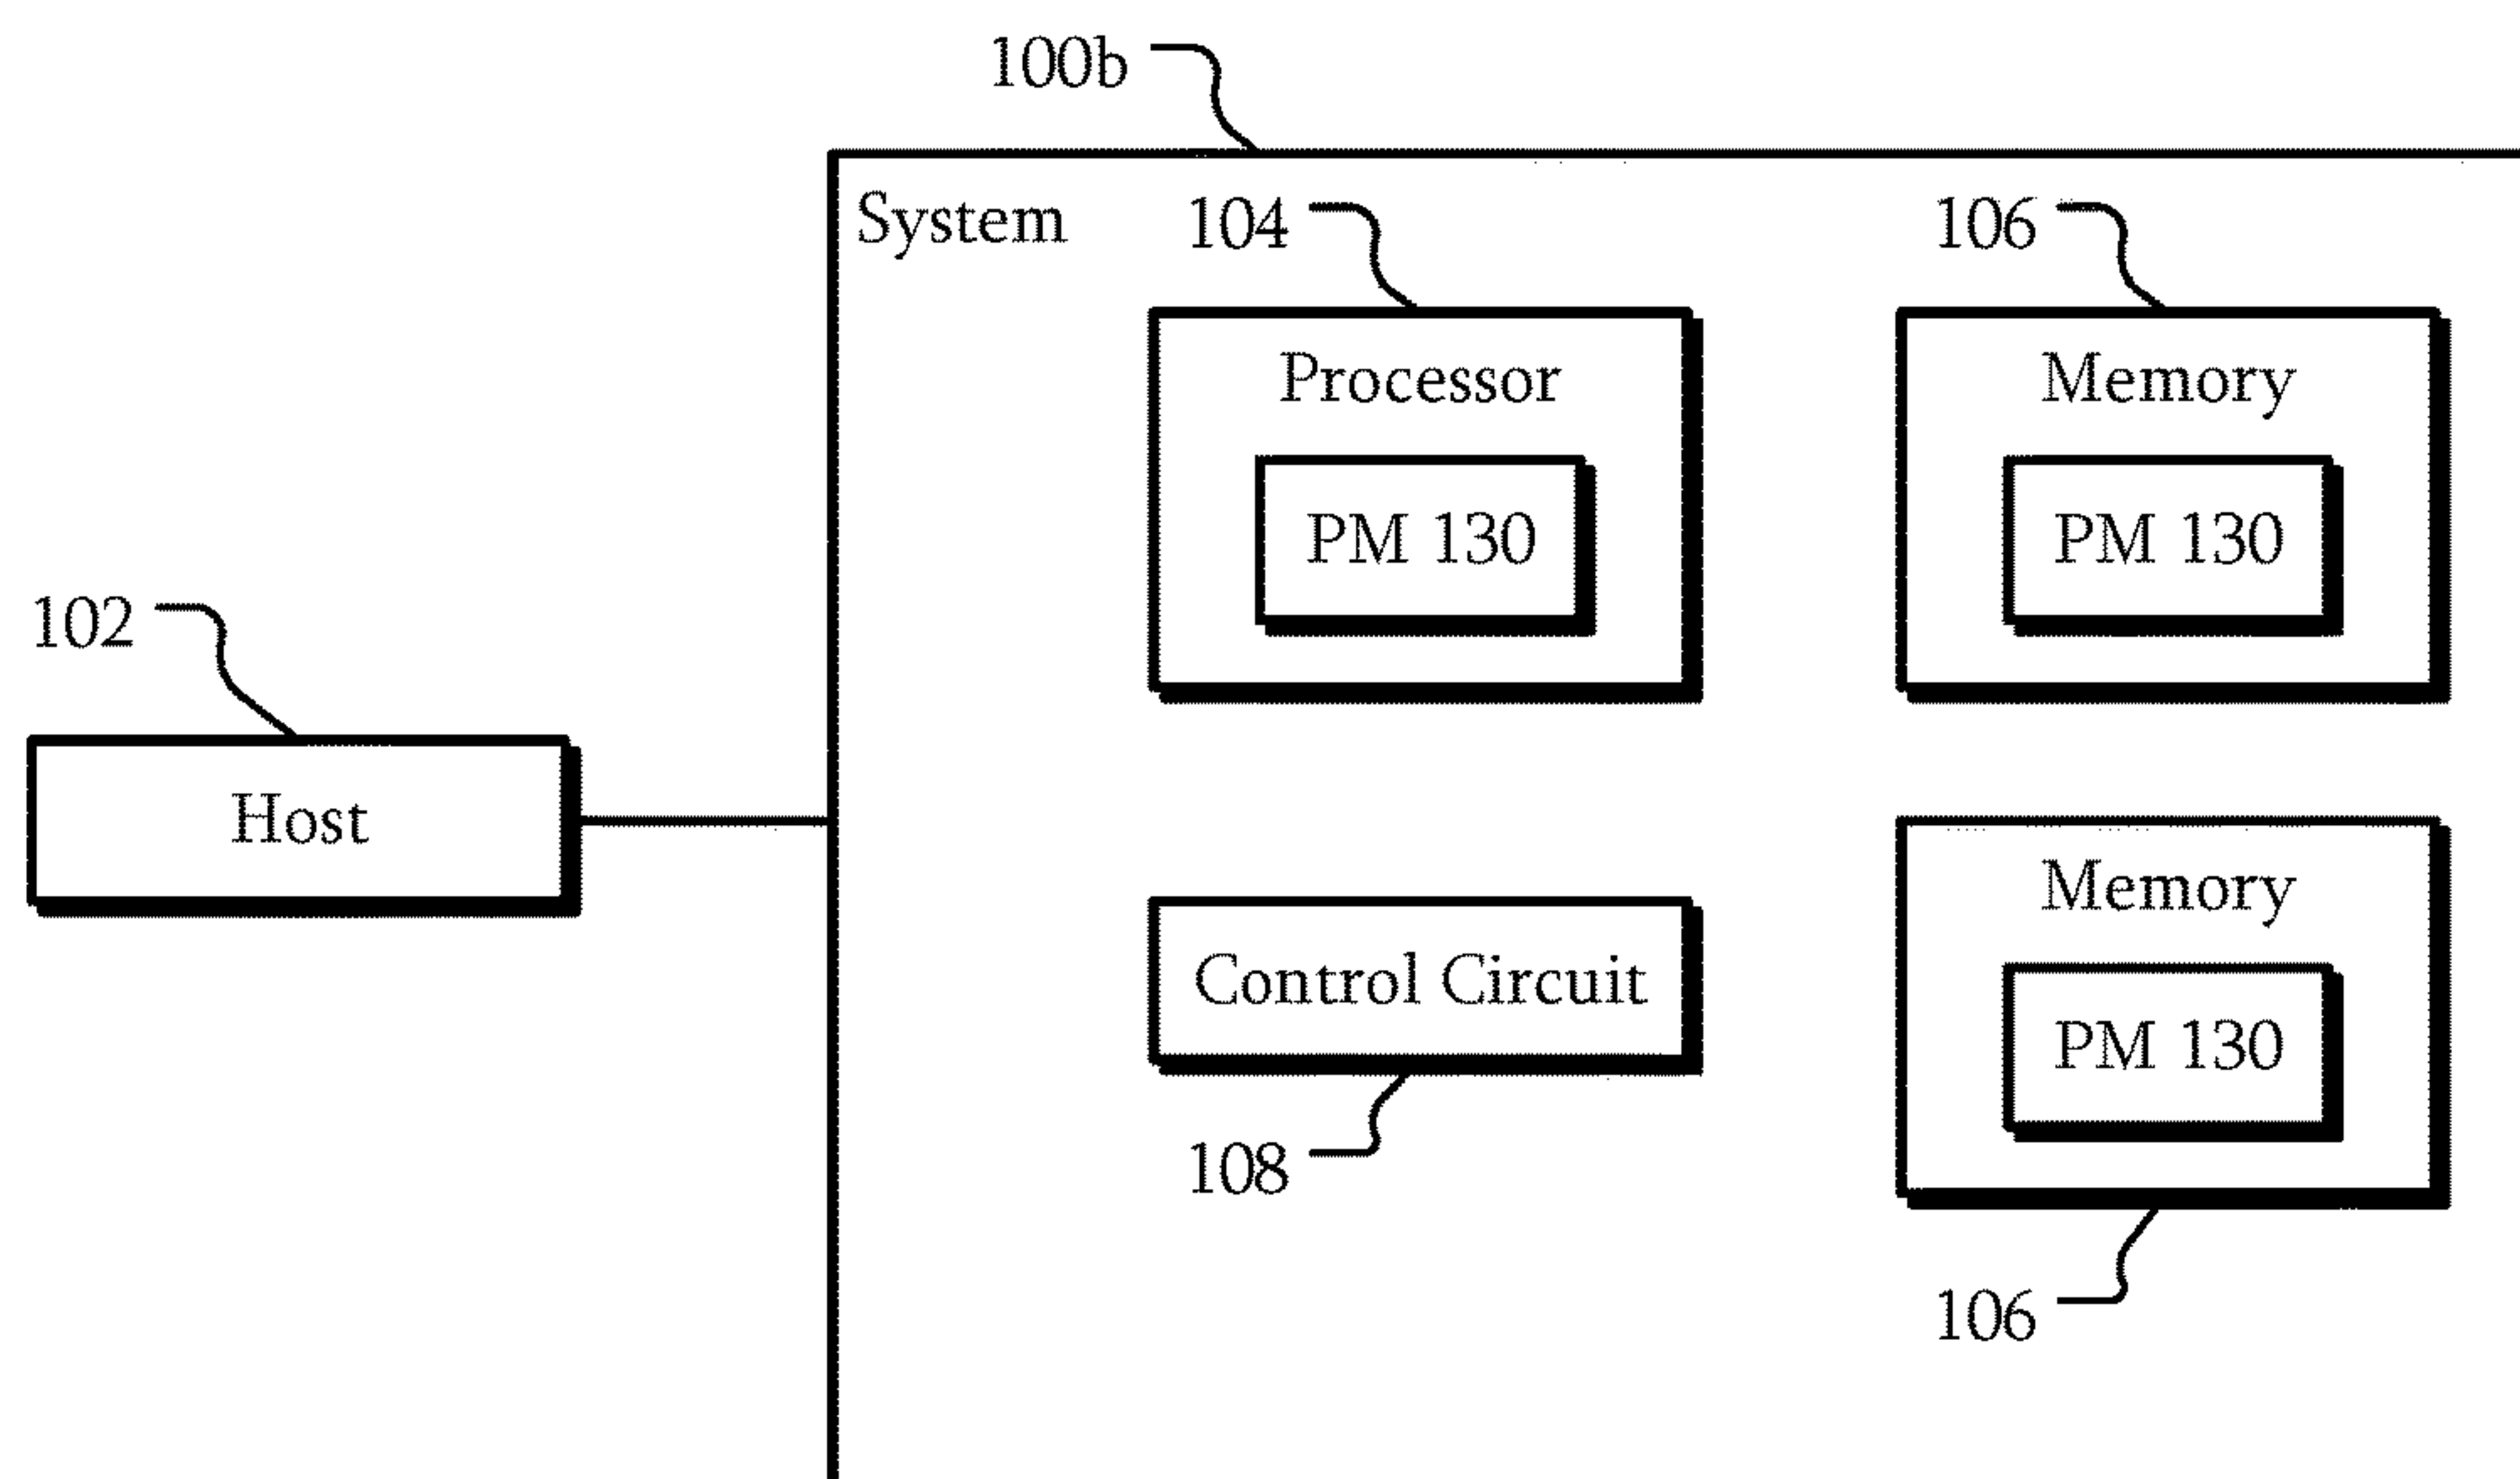 100b
System
104
106
Processor
Memory
PM 130
PM 130
102
Host
Memory
Control Circuit
PM 130
108
106